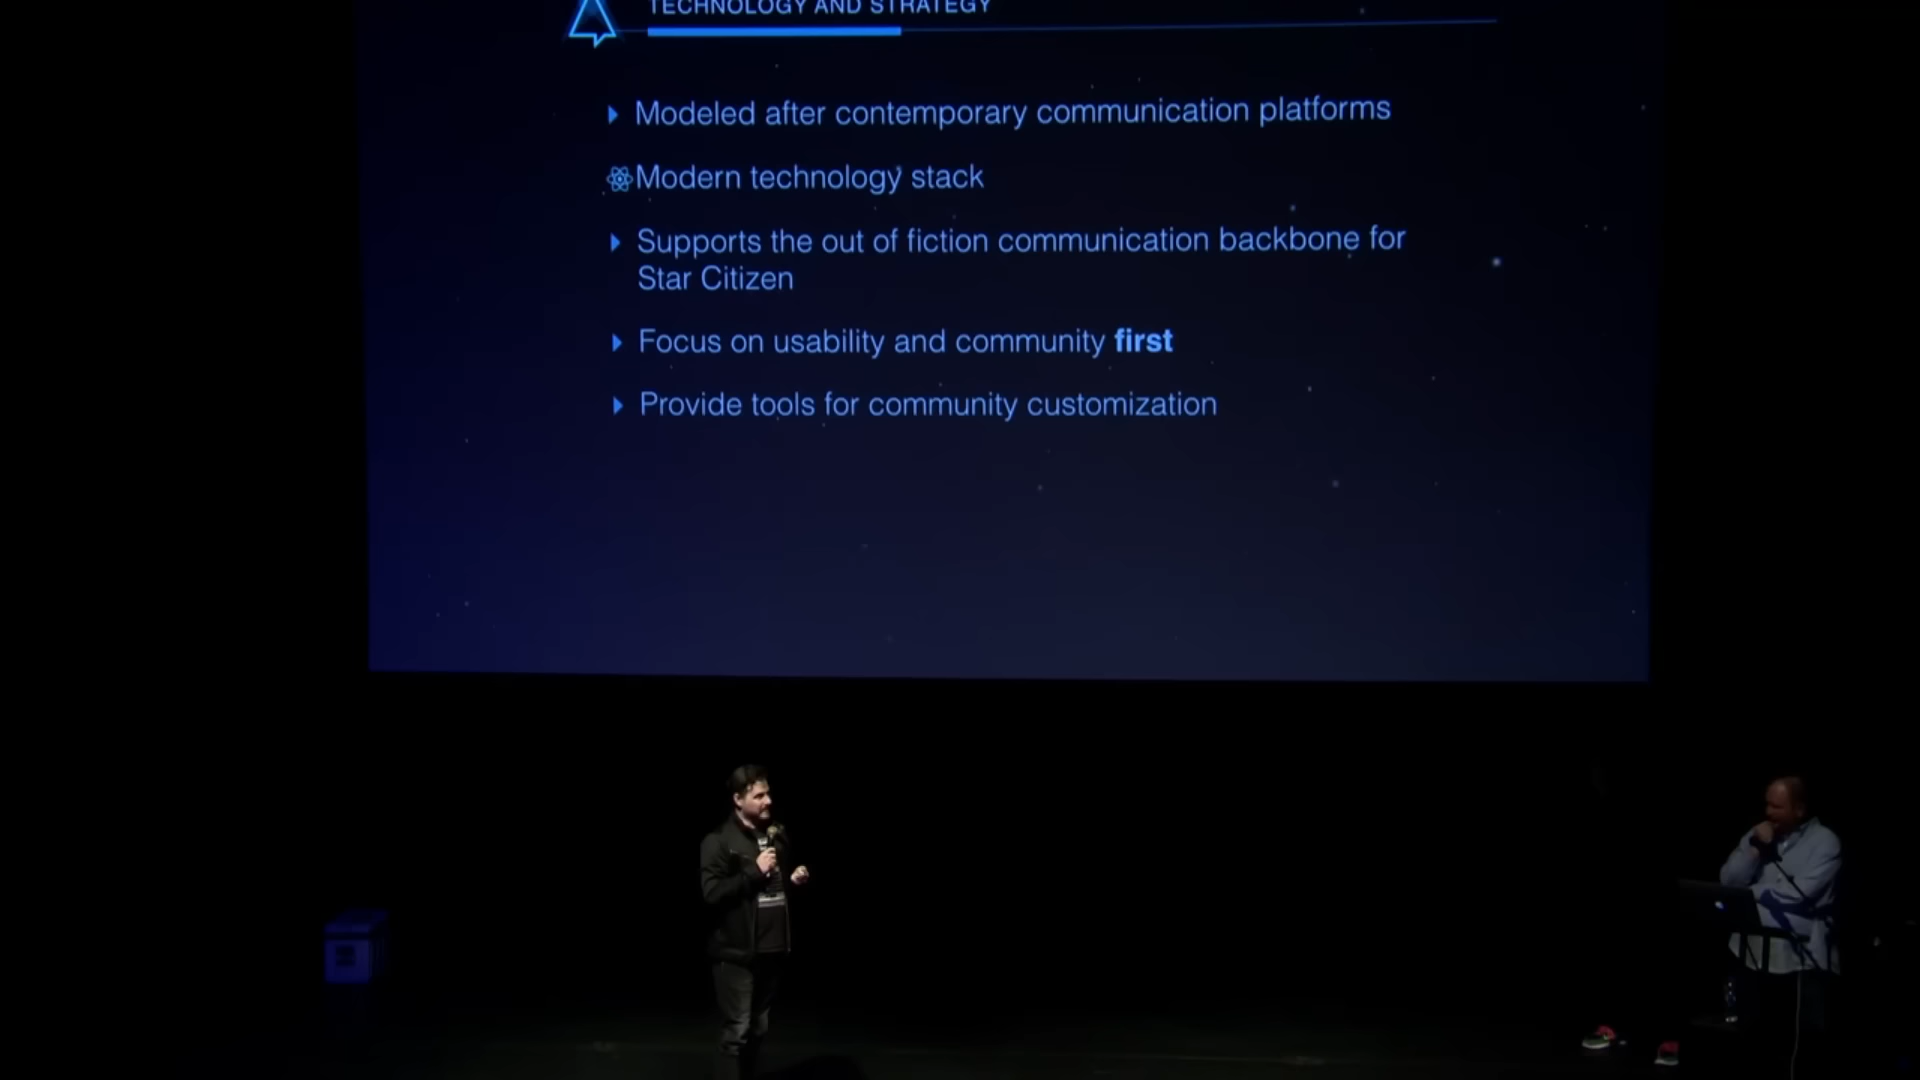 TECHNOLOGY AND STRATEGY
Modeled after contemporary communication platforms
Modern technology stack
Supports the out of fiction communication backbone for
Star Citizen
Focus on usability and community first
Provide tools for community customization